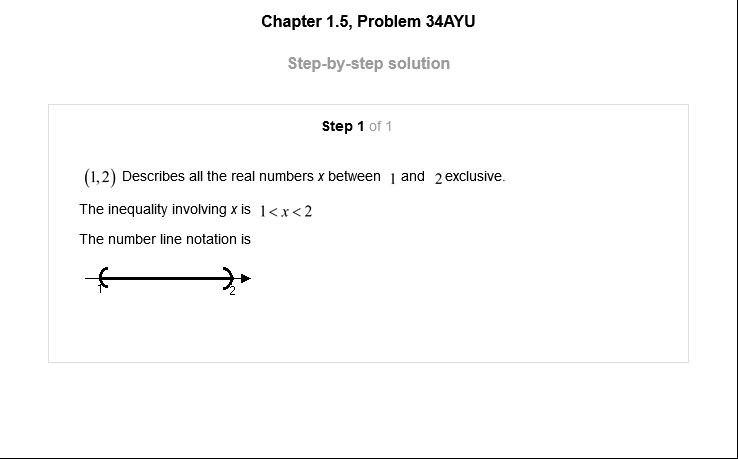 Chapter 1.5, Problem 34AYU
Step-by-step solution
Step 1 of 1
(1,2) Describes all the real numbers x between 1 and 2 exclusive.
The inequality involving x is 1 < x < 2
The number line notation is
1 2